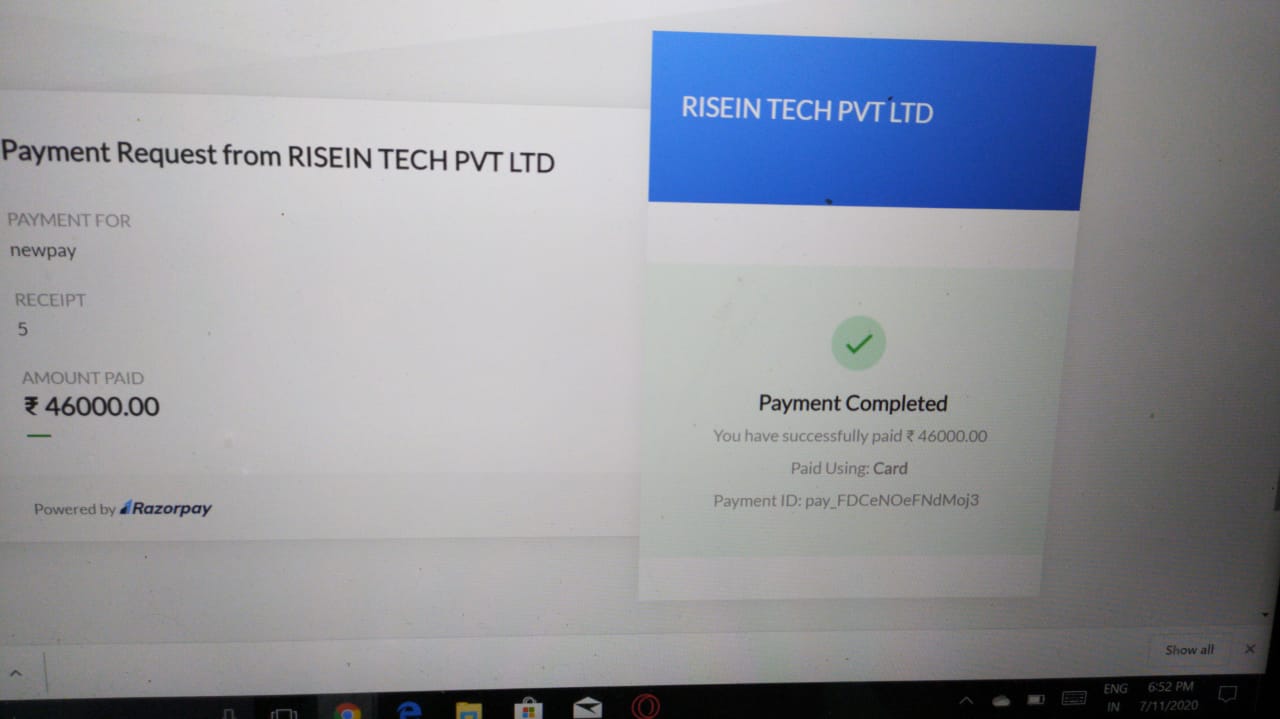 Payment Request from RISEIN TECH PVT LTD
PAYMENT FOR
newpay
RECEIPT
5
AMOUNT PAID
₹ 46000.00
Powered by Razorpay
RISEIN TECH PVT LTD
Payment Completed
You have successfully paid ₹ 46000.00
Paid Using: Card
Payment ID: pay_FDCeNOeFNdMoj3
Show all
ENG
IN
6:52 PM
7/11/2020